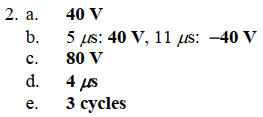 2. a. 40 V
b. 5 μs: 40 V, 11 μs: −40 V
c. 80 V
d. 4 μs
e. 3 cycles